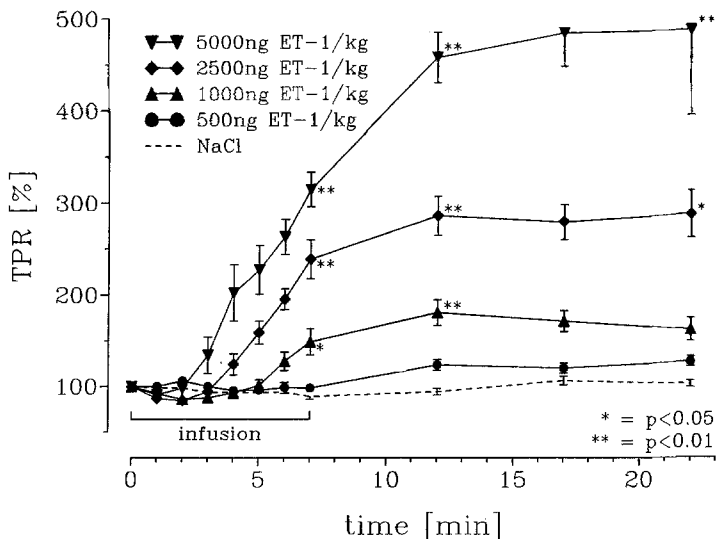 500
400
300
200
100
TPR [%]
5000ng ET-1/kg
2500ng ET-1/kg
1000ng ET-1/kg
500ng ET-1/kg
NaCl
**
**
**
**
**
*
**
*
infusion
* = p<0.05
** = p<0.01
0 5 10 15 20
time [min]